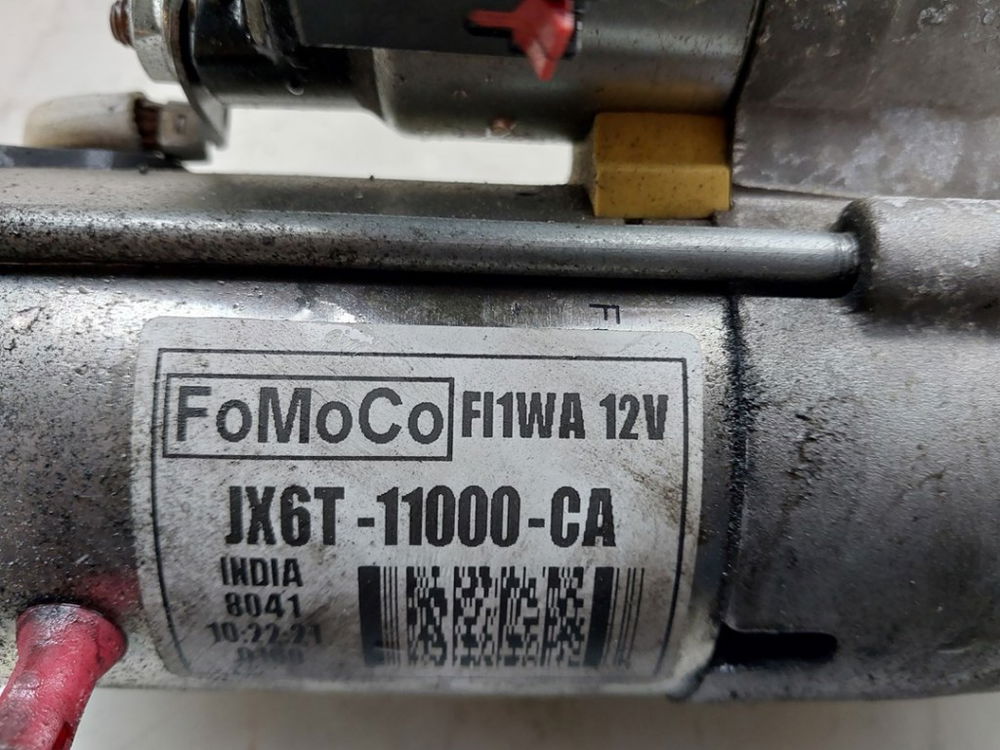 F
FoMoCo FI1WA 12V
JX6T-11000-CA
INDIA
8041
10:22:21